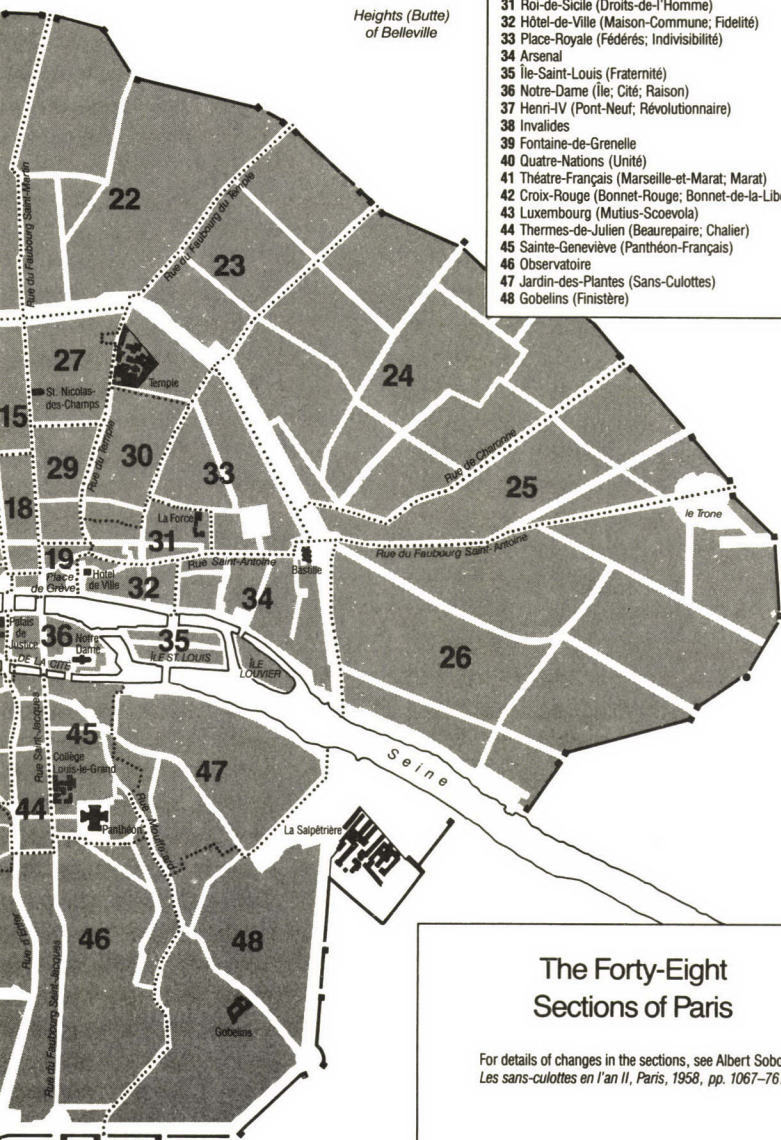 Heights (Butte)
of Belleville
31 Roi-de-Sicile (Droits-de-l'Homme)
32 Hôtel-de-Ville (Maison-Commune; Fidelité)
33 Place-Royale (Fédérés; Indivisibilité)
34 Arsenal
35 Île-Saint-Louis (Fraternité)
36 Notre-Dame (Île; Cité; Raison)
37 Henri-IV (Pont-Neuf; Révolutionnaire)
38 Invalides
39 Fontaine-de-Grenelle
40 Quatre-Nations (Unité)
41 Théatre-Français (Marseille-et-Marat; Marat)
42 Croix-Rouge (Bonnet-Rouge; Bonnet-de-la-Libe
43 Luxembourg (Mutius-Scoevola)
44 Thermes-de-Julien (Beaurepaire; Chalier)
45 Sainte-Geneviève (Panthéon-Français)
46 Observatoire
47 Jardin-des-Plantes (Sans-Culottes)
48 Gobelins (Finistère)
22
Rue du Faubourg Saint-Martin
Rue du Faubourg du Temple
23
27
Temple
St. Nicolas-
des-Champs
24
15
Rue du Temple
29
30
33
Rue de Charonne
25
18
La Force
le Trone
31
Rue Saint-Antoine
Rue du Faubourg Saint-Antoine
19
Place
de Grève
Hôtel
de Ville
32
Bastille
34
Palais
de
Justice
36
Notre
Dame
35
ÎLE ST. LOUIS
DE LA CITÉ
ÎLE
LOUVIER
26
Rue Saint-Jacques
45
Collège
Louis-le-Grand
47
Seine
44
Panthéon
Rue Mouffetard
La Salpétrière
Rue d'Enfer
46
48
Rue du Faubourg Saint-Jacques
Gobelins
The Forty-Eight
Sections of Paris
For details of changes in the sections, see Albert Sobo
Les sans-culottes en l'an II, Paris, 1958, pp. 1067–76